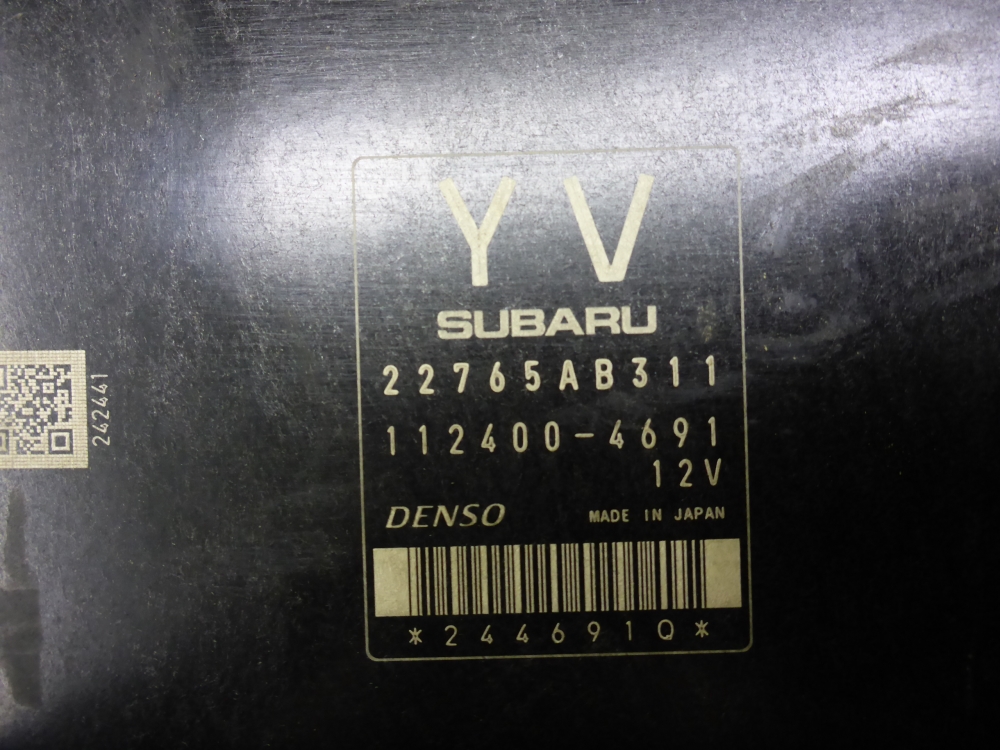 YV
SUBARU
22765AB311
112400-4691
12V
DENSO MADE IN JAPAN
*244691Q*
242441